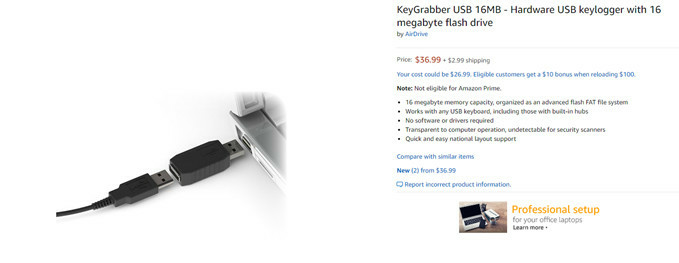 KeyGrabber USB 16MB - Hardware USB keylogger with 16
megabyte flash drive
by AirDrive
Price: $36.99 + $2.99 shipping
Your cost could be $26.99. Eligible customers get a $10 bonus when reloading $100.
Note: Not eligible for Amazon Prime.
• 16 megabyte memory capacity, organized as an advanced flash FAT file system
• Works with any USB keyboard, including those with built-in hubs
• No software or drivers required
• Transparent to computer operation, undetectable for security scanners
• Quick and easy national layout support
Compare with similar items
New (2) from $36.99
Report incorrect product information.
Professional setup
for your office laptops
Learn more ›